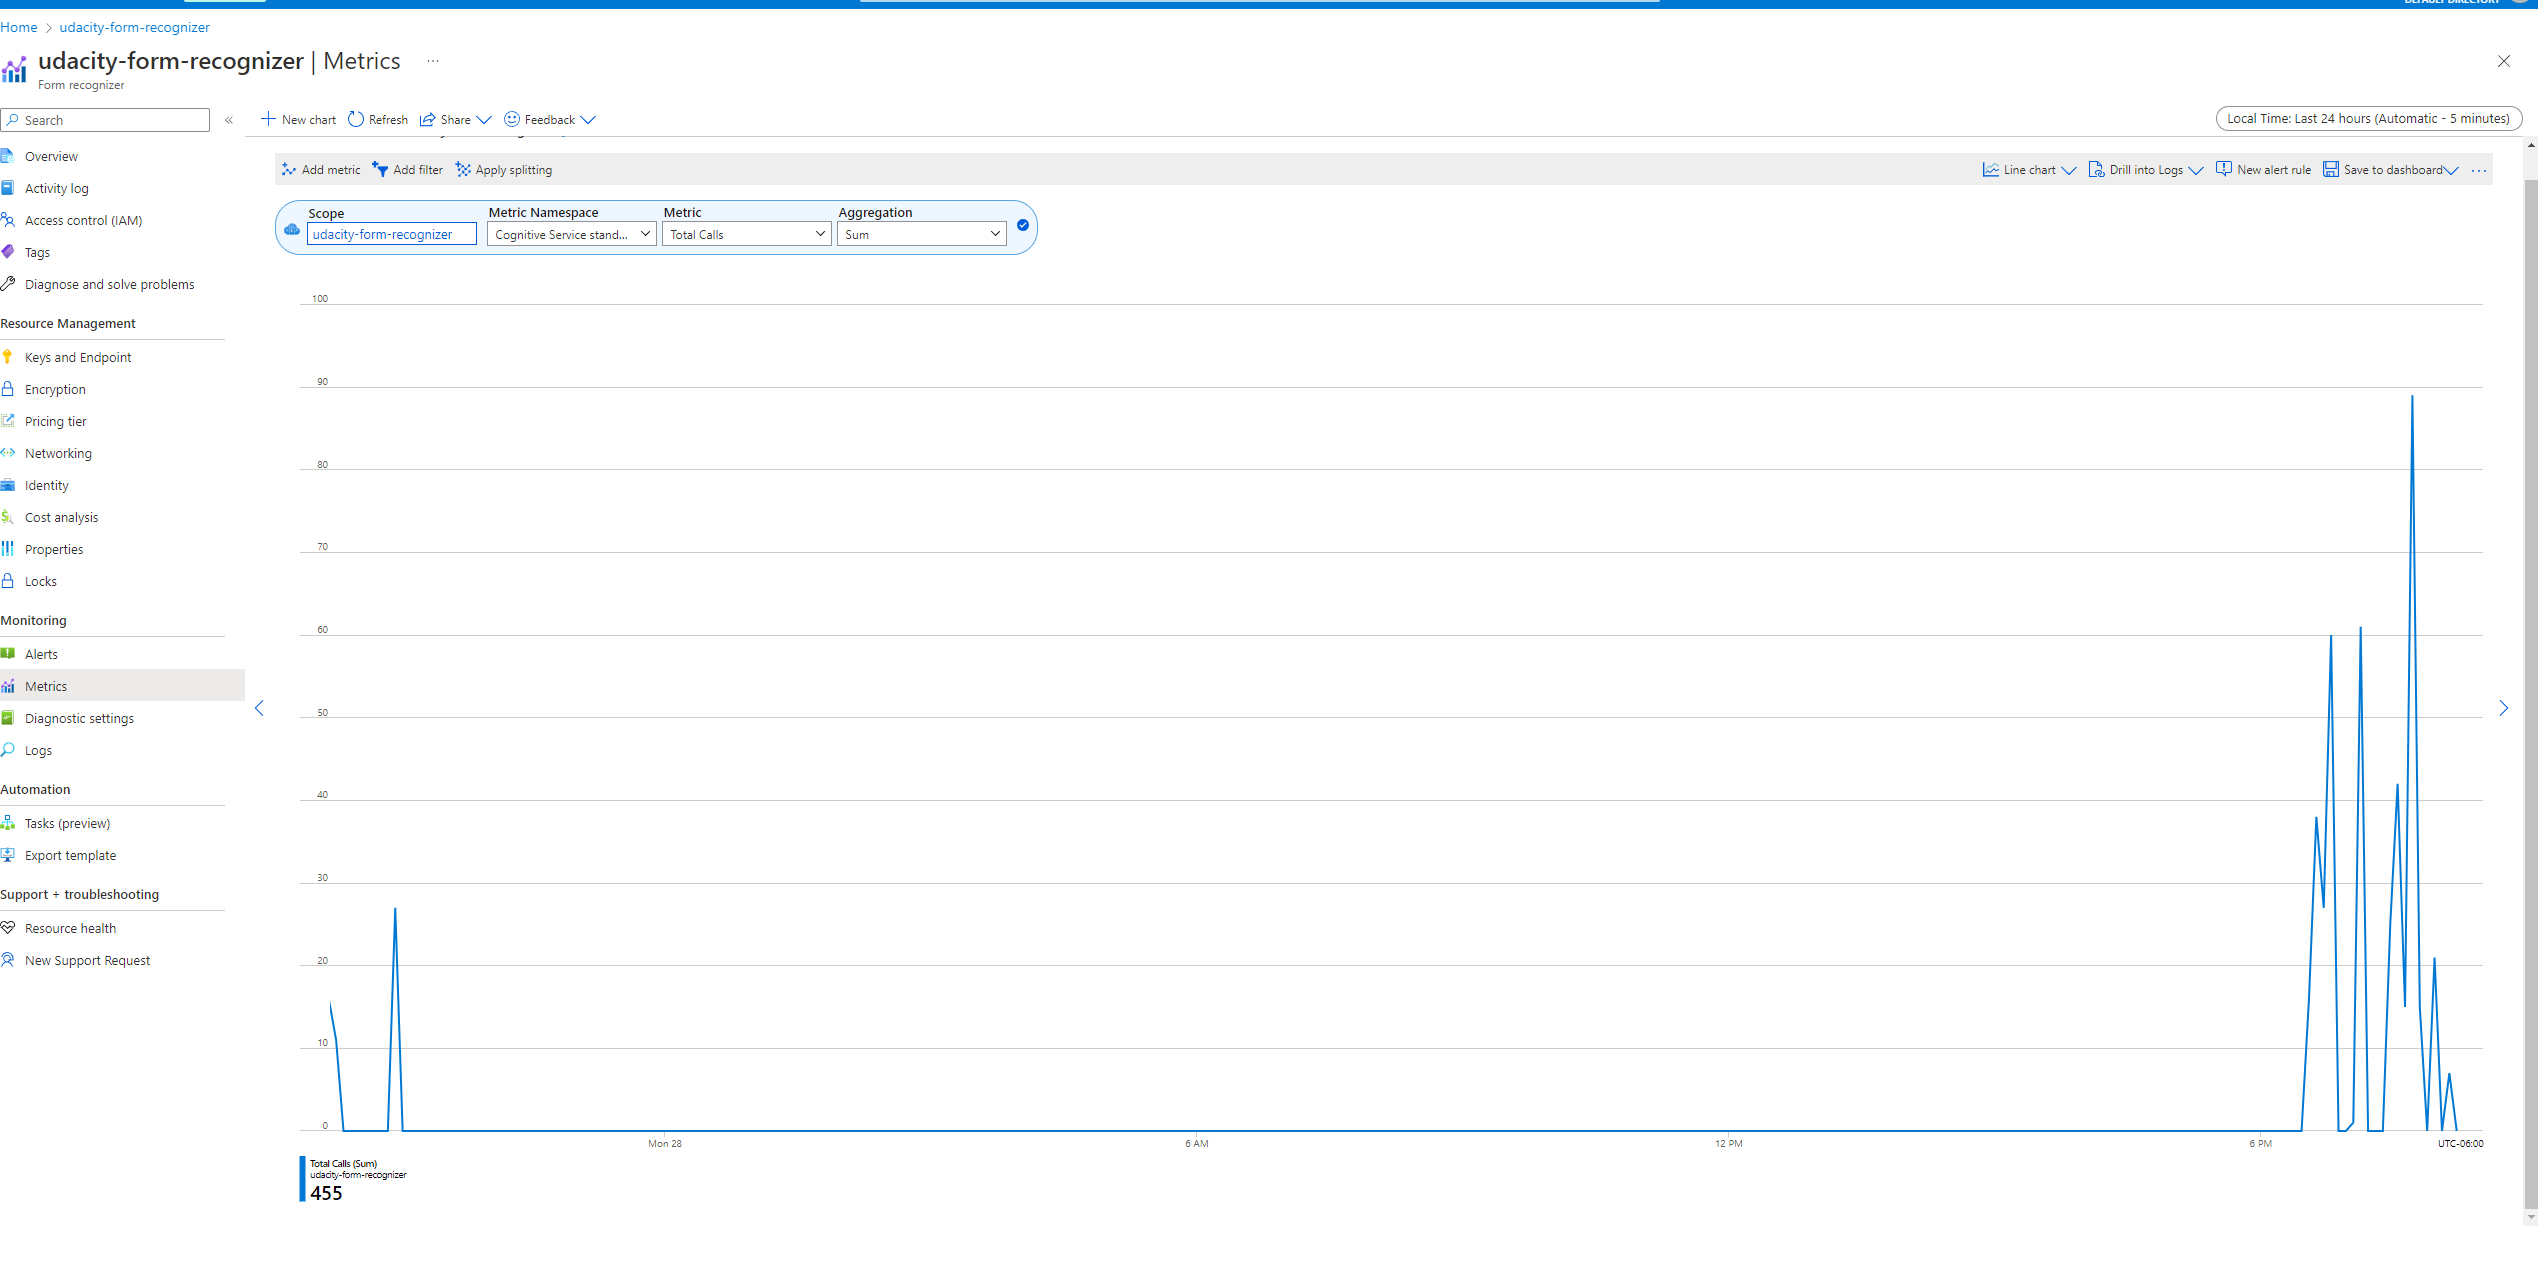 DEFAULT DIRECTORY
Home > udacity-form-recognizer
udacity-form-recognizer | Metrics ...
Form recognizer
Search «
New chart Refresh Share Feedback
Local Time: Last 24 hours (Automatic - 5 minutes)
Overview
Activity log
Access control (IAM)
Tags
Diagnose and solve problems
Resource Management
Keys and Endpoint
Encryption
Pricing tier
Networking
Identity
Cost analysis
Properties
Locks
Monitoring
Alerts
Metrics
Diagnostic settings
Logs
Automation
Tasks (preview)
Export template
Support + troubleshooting
Resource health
New Support Request
Add metric Add filter Apply splitting
Line chart Drill into Logs New alert rule Save to dashboard ...
Scope Metric Namespace Metric Aggregation
udacity-form-recognizer Cognitive Service stand... Total Calls Sum
100
90
80
70
60
50
40
30
20
10
0
Mon 28 6 AM 12 PM 6 PM UTC-06:00
Total Calls (Sum)
udacity-form-recognizer
455